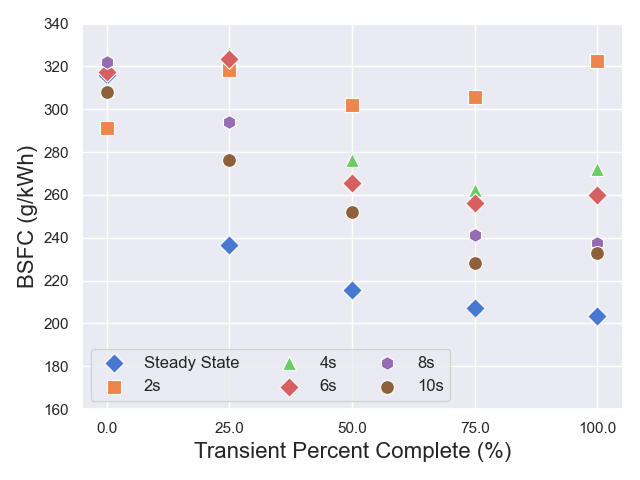 340
320
300
280
260
240
220
200
180
160
BSFC (g/kWh)
Steady State
2s
4s
6s
8s
10s
0.0 25.0 50.0 75.0 100.0
Transient Percent Complete (%)